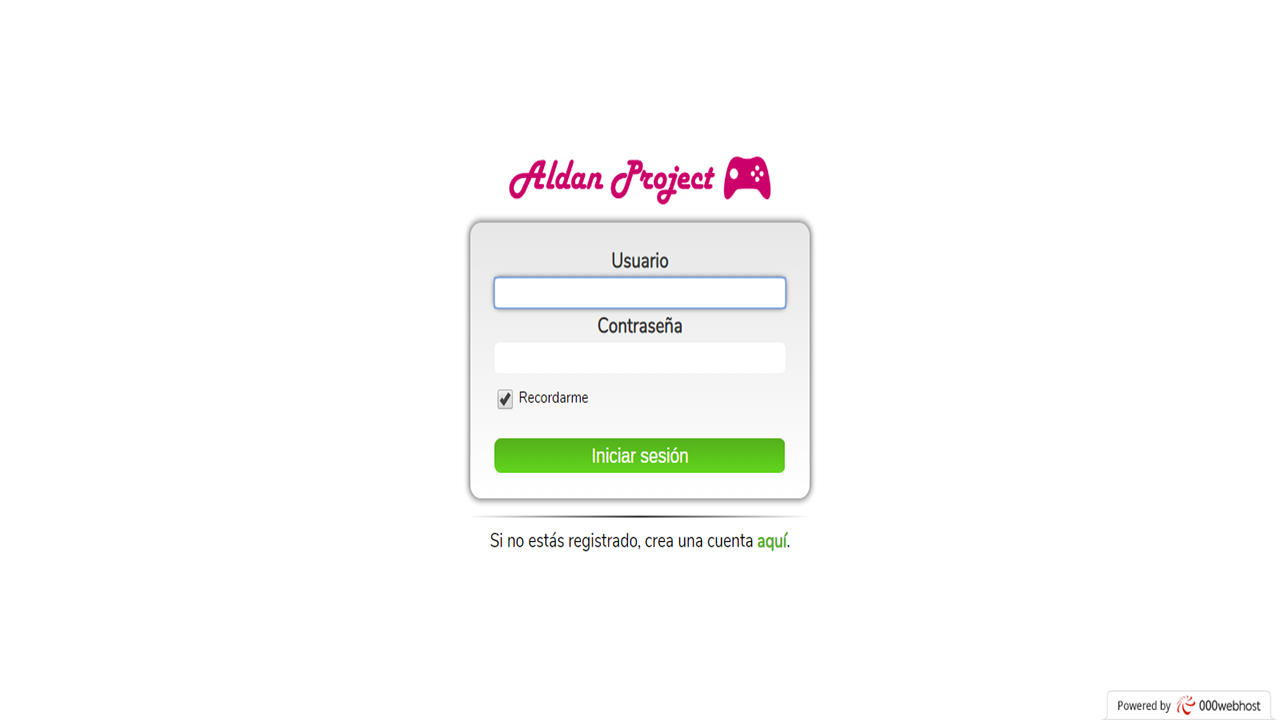 Aldan Project
Usuario
Contraseña
Recordarme
Iniciar sesión
Si no estás registrado, crea una cuenta aquí.
Powered by 000webhost